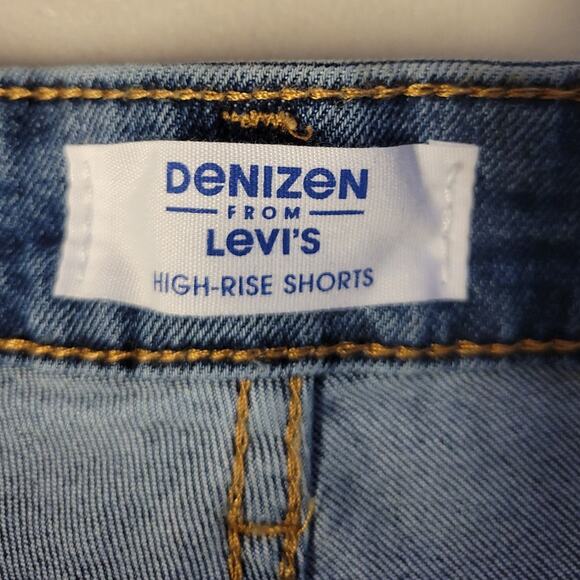 DeNIZeN
FROM
Levi's
HIGH-RISE SHORTS